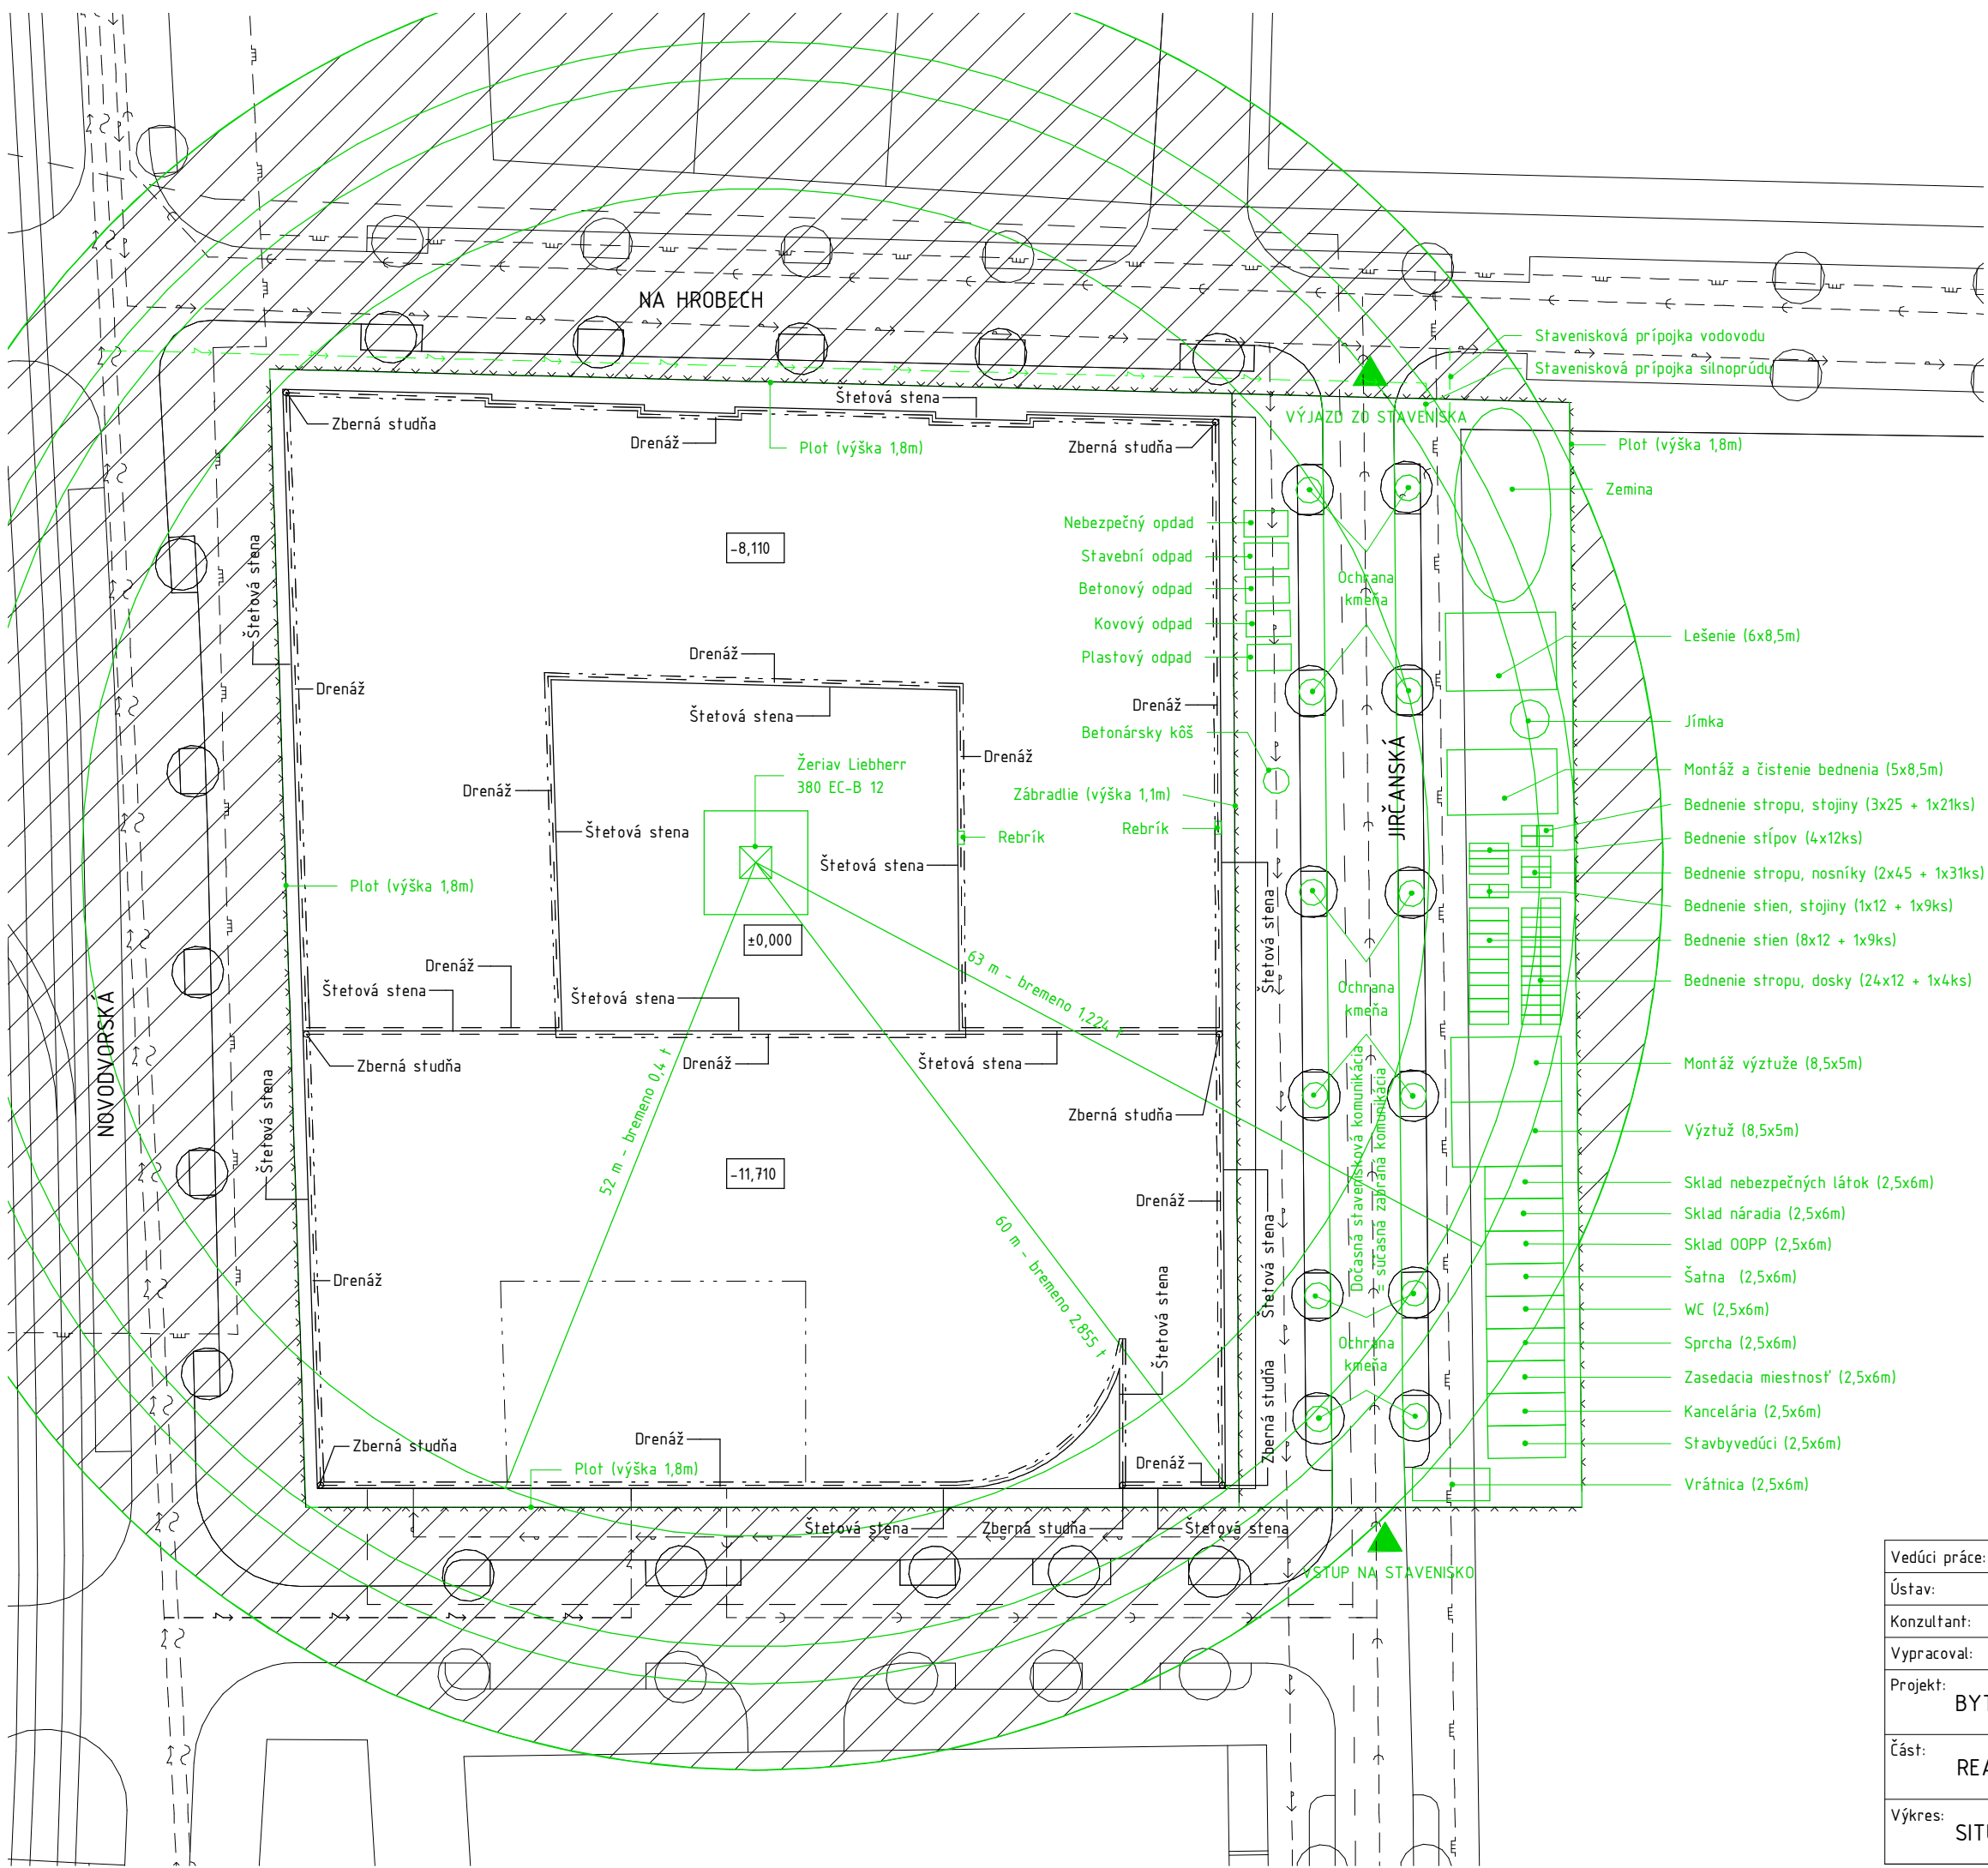 NA HROBECH
Stavenisková prípojka vodovodu
Stavenisková prípojka silnoprúdu
Štetová stena
VÝJAZD ZO STAVENISKA
Zberná studňa
Drenáž
Plot (výška 1,8m)
Zberná studňa
Plot (výška 1,8m)
Zemina
Nebezpečný opdad
-8,110
Stavební odpad
Štetová stena
Ochrana
kmeňa
Betonový odpad
Kovový odpad
Lešenie (6x8,5m)
Drenáž
Plastový odpad
Drenáž
Štetová stena
Drenáž
Jímka
Betonársky kôš
JIRČANSKÁ
Drenáž
Žeriav Liebherr
380 EC-B 12
Montáž a čistenie bednenia (5x8,5m)
Drenáž
Zábradlie (výška 1,1m)
Bednenie stropu, stojiny (3x25 + 1x21ks)
Štetová stena
Rebrík
Rebrík
Bednenie stĺpov (4x12ks)
Štetová stena
Bednenie stropu, nosníky (2x45 + 1x31ks)
Plot (výška 1,8m)
Bednenie stien, stojiny (1x12 + 1x9ks)
Štetová stena
±0,000
Bednenie stien (8x12 + 1x9ks)
63 m - bremeno 1,224 t
Drenáž
Bednenie stropu, dosky (24x12 + 1x4ks)
Štetová stena
Štetová stena
Ochrana
kmeňa
NOVODVORSKÁ
Zberná studňa
Drenáž
Štetová stena
Montáž výztuže (8,5x5m)
52 m - bremeno 0,4 t
Štetová stena
Zberná studňa
Dočasná stavenisková komunikácia
= súčasná zabraná komunikácia
Výztuž (8,5x5m)
-11,710
Drenáž
Sklad nebezpečných látok (2,5x6m)
Sklad náradia (2,5x6m)
Štetová stena
Sklad OOPP (2,5x6m)
Drenáž
60 m - bremeno 2,855 t
Štetová stena
Šatna (2,5x6m)
WC (2,5x6m)
Ochrana
kmeňa
Sprcha (2,5x6m)
Zasedacia miestnosť (2,5x6m)
Zberná studňa
Kancelária (2,5x6m)
Zberná studňa
Drenáž
Stavbyvedúci (2,5x6m)
Plot (výška 1,8m)
Drenáž
Vrátnica (2,5x6m)
Štetová stena
Zberná studňa
Štetová stena
VSTUP NA STAVENISKO
Vedúci práce:
Ústav:
Konzultant:
Vypracoval:
Projekt:
BYT
Část:
REA
Výkres:
SITU